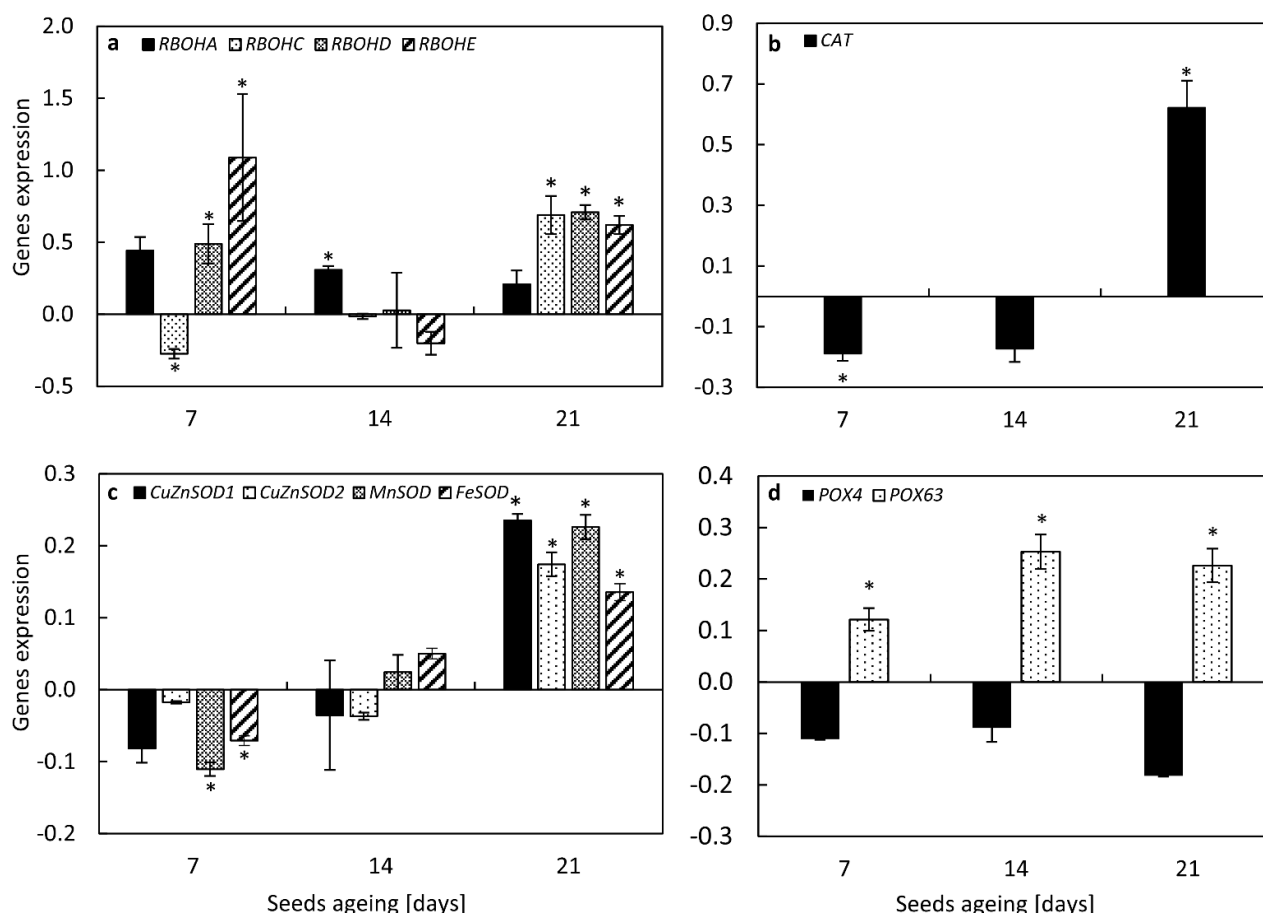 a RBOHA RBOHC RBOHD RBOHE
2.0
1.5
1.0
0.5
0.0
-0.5
Genes expression
* * * * * * *
7 14 21
b CAT
0.9
0.7
0.5
0.3
0.1
-0.1
-0.3
* *
7 14 21
c CuZnSOD1 CuZnSOD2 MnSOD FeSOD
0.3
0.2
0.1
0.0
-0.1
-0.2
Genes expression
* * * * * *
7 14 21
Seeds ageing [days]
d POX4 POX63
0.4
0.3
0.2
0.1
0.0
-0.1
-0.2
-0.3
* * *
7 14 21
Seeds ageing [days]